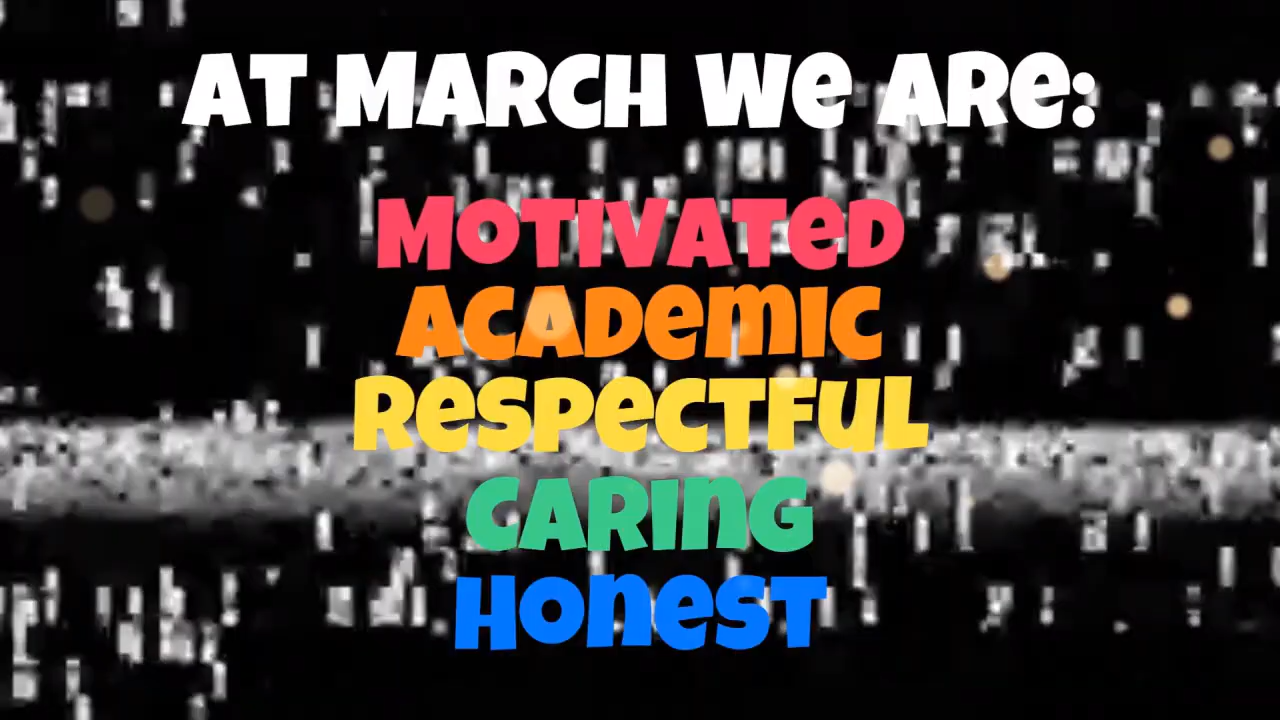 AT MARCH WE ARE:
MOTIVATED
ACADEMIC
RESPECTFUL
CARING
HONEST